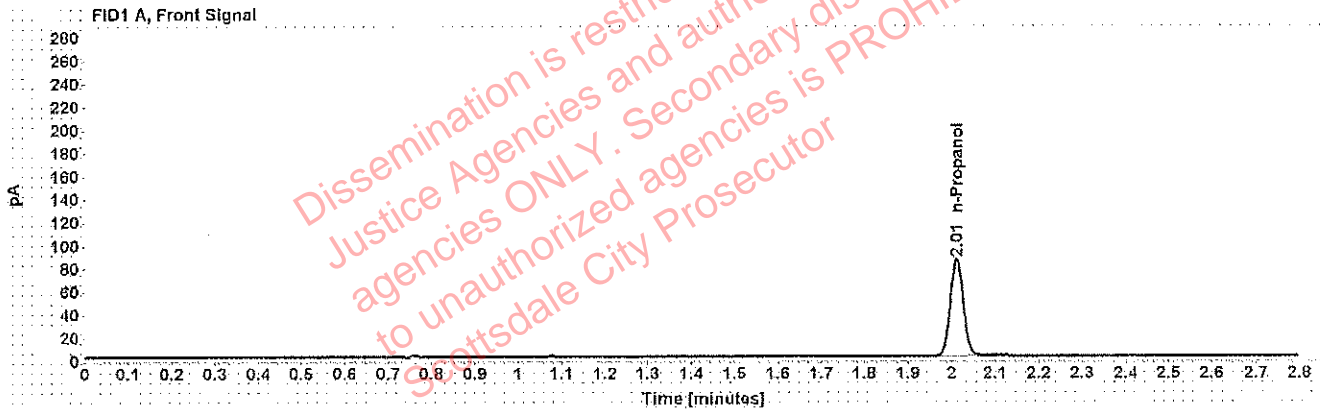 FID1 A, Front Signal
280
260
240
220
200
180
160
140
120
100
80
60
40
20
0
pA
2.01 n-Propanol
0 0.1 0.2 0.3 0.4 0.5 0.6 0.7 0.8 0.9 1 1.1 1.2 1.3 1.4 1.5 1.6 1.7 1.8 1.9 2 2.1 2.2 2.3 2.4 2.5 2.6 2.7 2.8
Time [minutes]
Dissemination is
Justice Agencies and
agencies ONLY. Secondary
to unauthorized agencies is
Scottsdale City Prosecutor